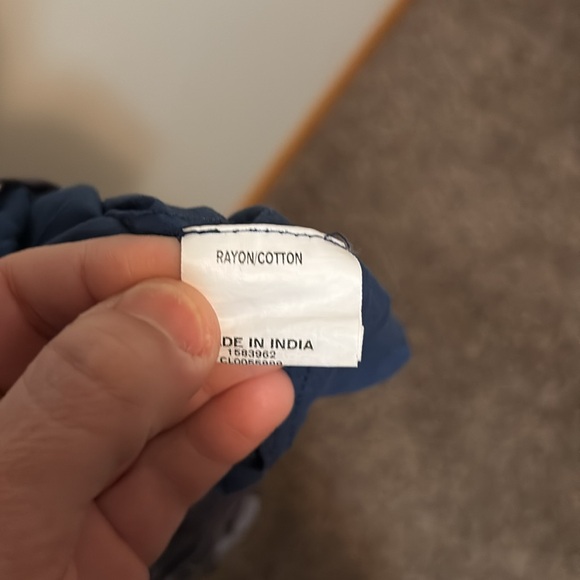 RAYON/COTTON
DE IN INDIA
1583962